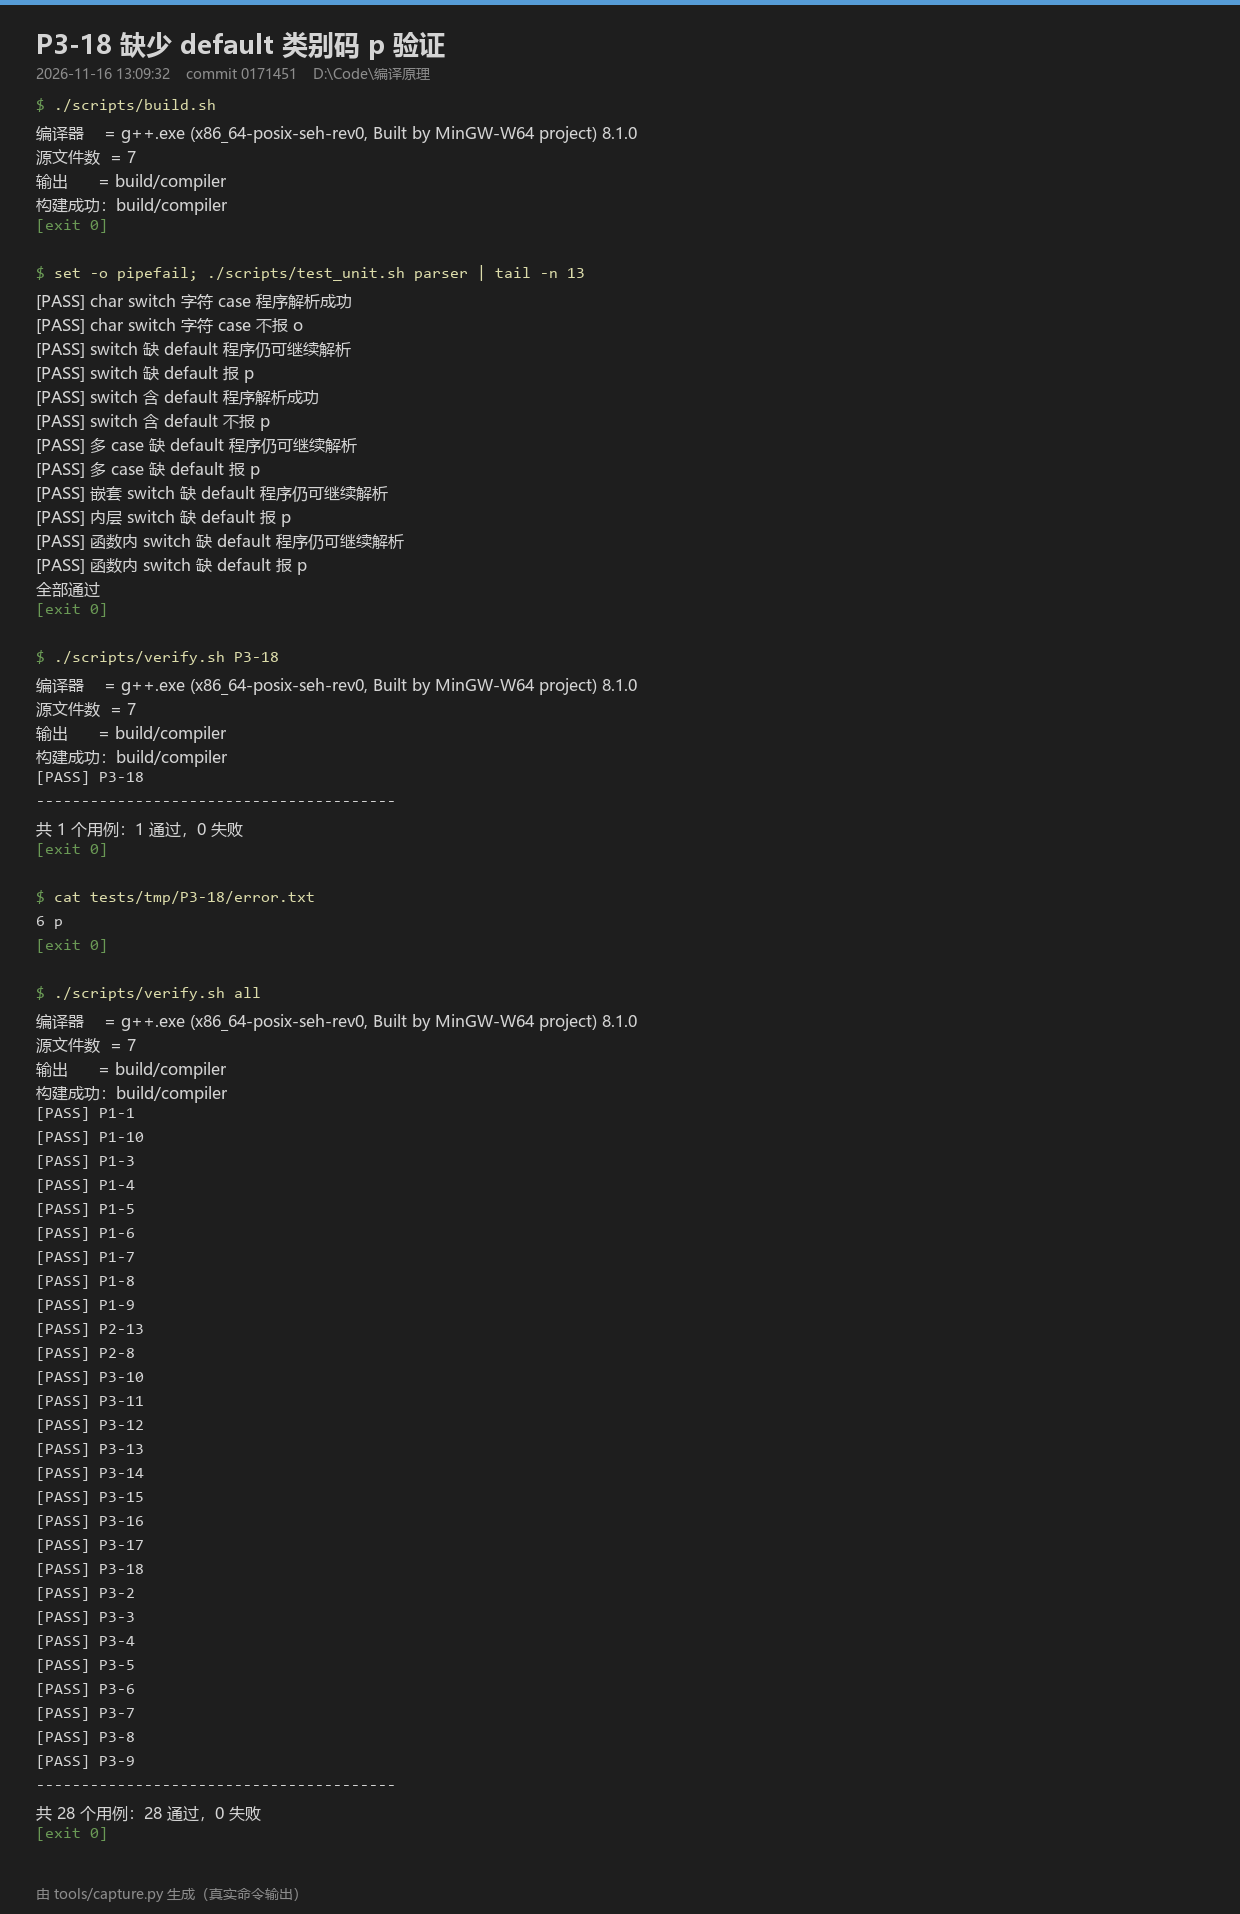 P3-18 缺少 default 类别码 p 验证
2026-11-16 13:09:32 commit 0171451 D:\Code\编译原理
$ ./scripts/build.sh
编译器 = g++.exe (x86_64-posix-seh-rev0, Built by MinGW-W64 project) 8.1.0
源文件数 = 7
输出 = build/compiler
构建成功：build/compiler
[exit 0]
$ set -o pipefail; ./scripts/test_unit.sh parser | tail -n 13
[PASS] char switch 字符 case 程序解析成功
[PASS] char switch 字符 case 不报 o
[PASS] switch 缺 default 程序仍可继续解析
[PASS] switch 缺 default 报 p
[PASS] switch 含 default 程序解析成功
[PASS] switch 含 default 不报 p
[PASS] 多 case 缺 default 程序仍可继续解析
[PASS] 多 case 缺 default 报 p
[PASS] 嵌套 switch 缺 default 程序仍可继续解析
[PASS] 内层 switch 缺 default 报 p
[PASS] 函数内 switch 缺 default 程序仍可继续解析
[PASS] 函数内 switch 缺 default 报 p
全部通过
[exit 0]
$ ./scripts/verify.sh P3-18
编译器 = g++.exe (x86_64-posix-seh-rev0, Built by MinGW-W64 project) 8.1.0
源文件数 = 7
输出 = build/compiler
构建成功：build/compiler
[PASS] P3-18
----------------------------------------
共 1 个用例：1 通过，0 失败
[exit 0]
$ cat tests/tmp/P3-18/error.txt
6 p
[exit 0]
$ ./scripts/verify.sh all
编译器 = g++.exe (x86_64-posix-seh-rev0, Built by MinGW-W64 project) 8.1.0
源文件数 = 7
输出 = build/compiler
构建成功：build/compiler
[PASS] P1-1
[PASS] P1-10
[PASS] P1-3
[PASS] P1-4
[PASS] P1-5
[PASS] P1-6
[PASS] P1-7
[PASS] P1-8
[PASS] P1-9
[PASS] P2-13
[PASS] P2-8
[PASS] P3-10
[PASS] P3-11
[PASS] P3-12
[PASS] P3-13
[PASS] P3-14
[PASS] P3-15
[PASS] P3-16
[PASS] P3-17
[PASS] P3-18
[PASS] P3-2
[PASS] P3-3
[PASS] P3-4
[PASS] P3-5
[PASS] P3-6
[PASS] P3-7
[PASS] P3-8
[PASS] P3-9
----------------------------------------
共 28 个用例：28 通过，0 失败
[exit 0]
由 tools/capture.py 生成（真实命令输出）